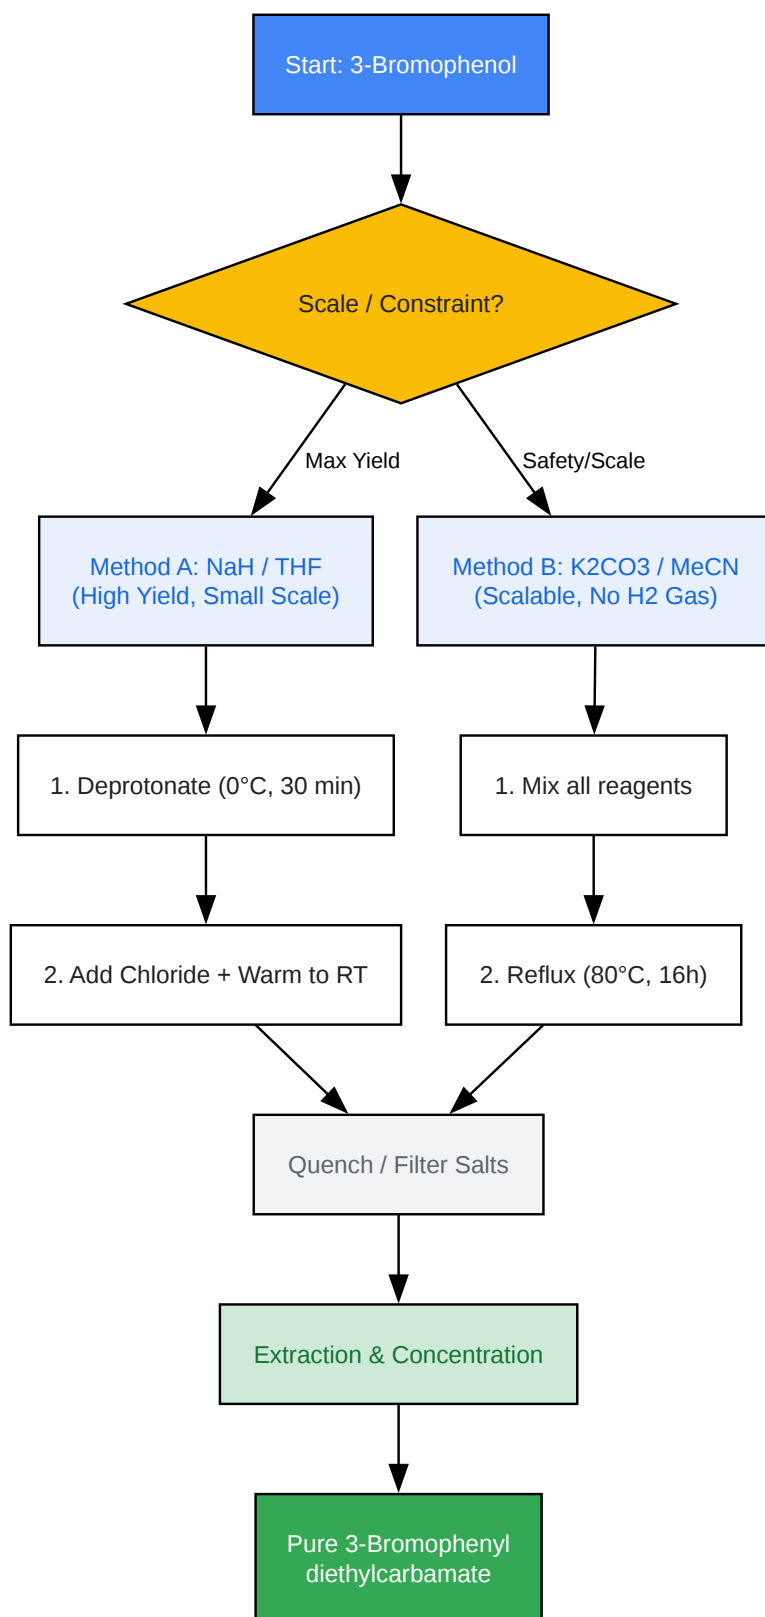 Start: 3-Bromophenol
Scale / Constraint?
Max Yield
Safety/Scale
Method A: NaH / THF
(High Yield, Small Scale)
Method B: K2CO3 / MeCN
(Scalable, No H2 Gas)
1. Deprotonate (0°C, 30 min)
1. Mix all reagents
2. Add Chloride + Warm to RT
2. Reflux (80°C, 16h)
Quench / Filter Salts
Extraction & Concentration
Pure 3-Bromophenyl
diethylcarbamate